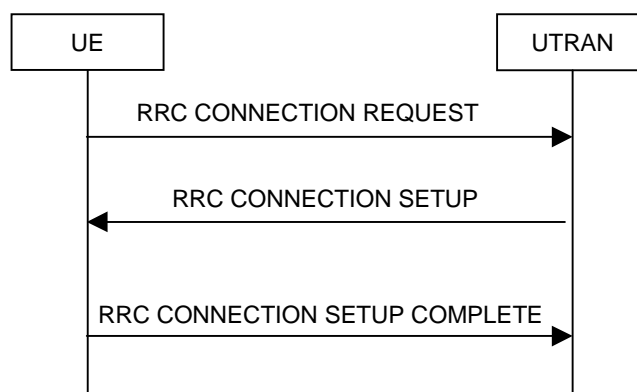 UE
UTRAN
RRC CONNECTION REQUEST
RRC CONNECTION SETUP
RRC CONNECTION SETUP COMPLETE